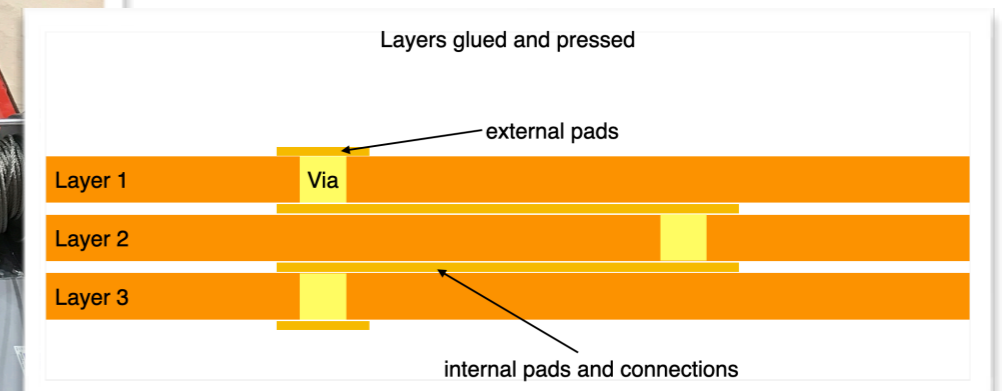 Layers glued and pressed
external pads
Layer 1
Via
Layer 2
Layer 3
internal pads and connections